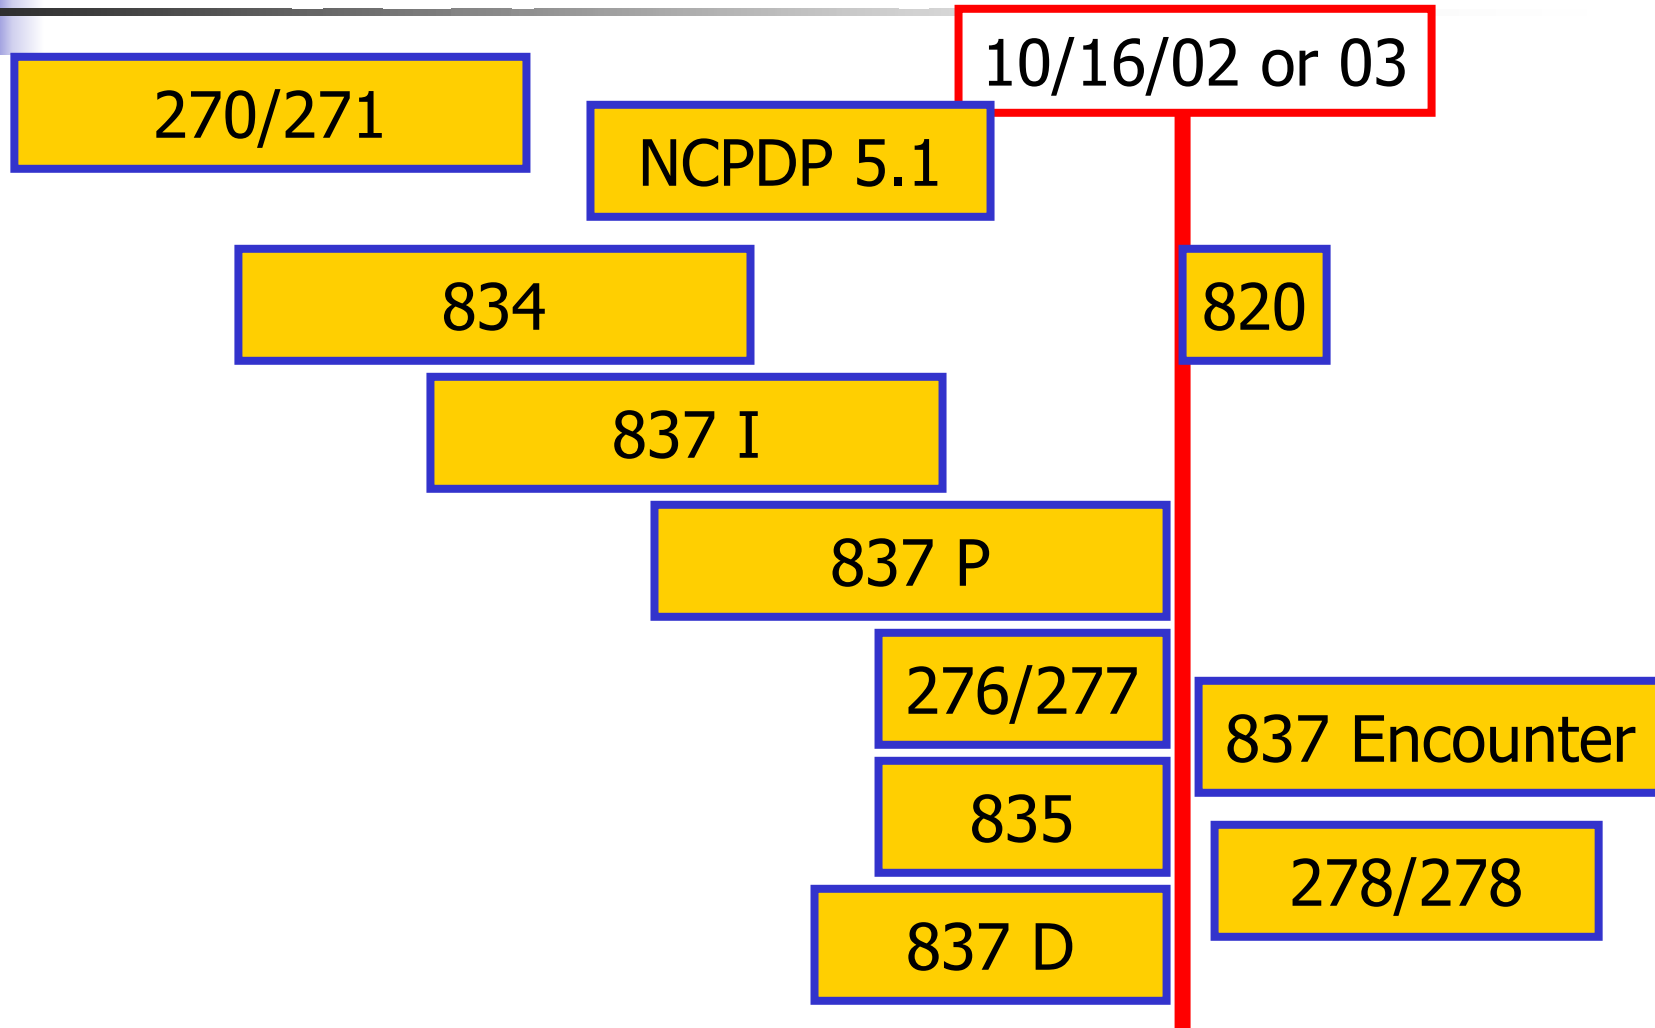 10/16/02 or 03
270/271
NCPDP 5.1
834
820
837 I
837 P
276/277
837 Encounter
835
278/278
837 D